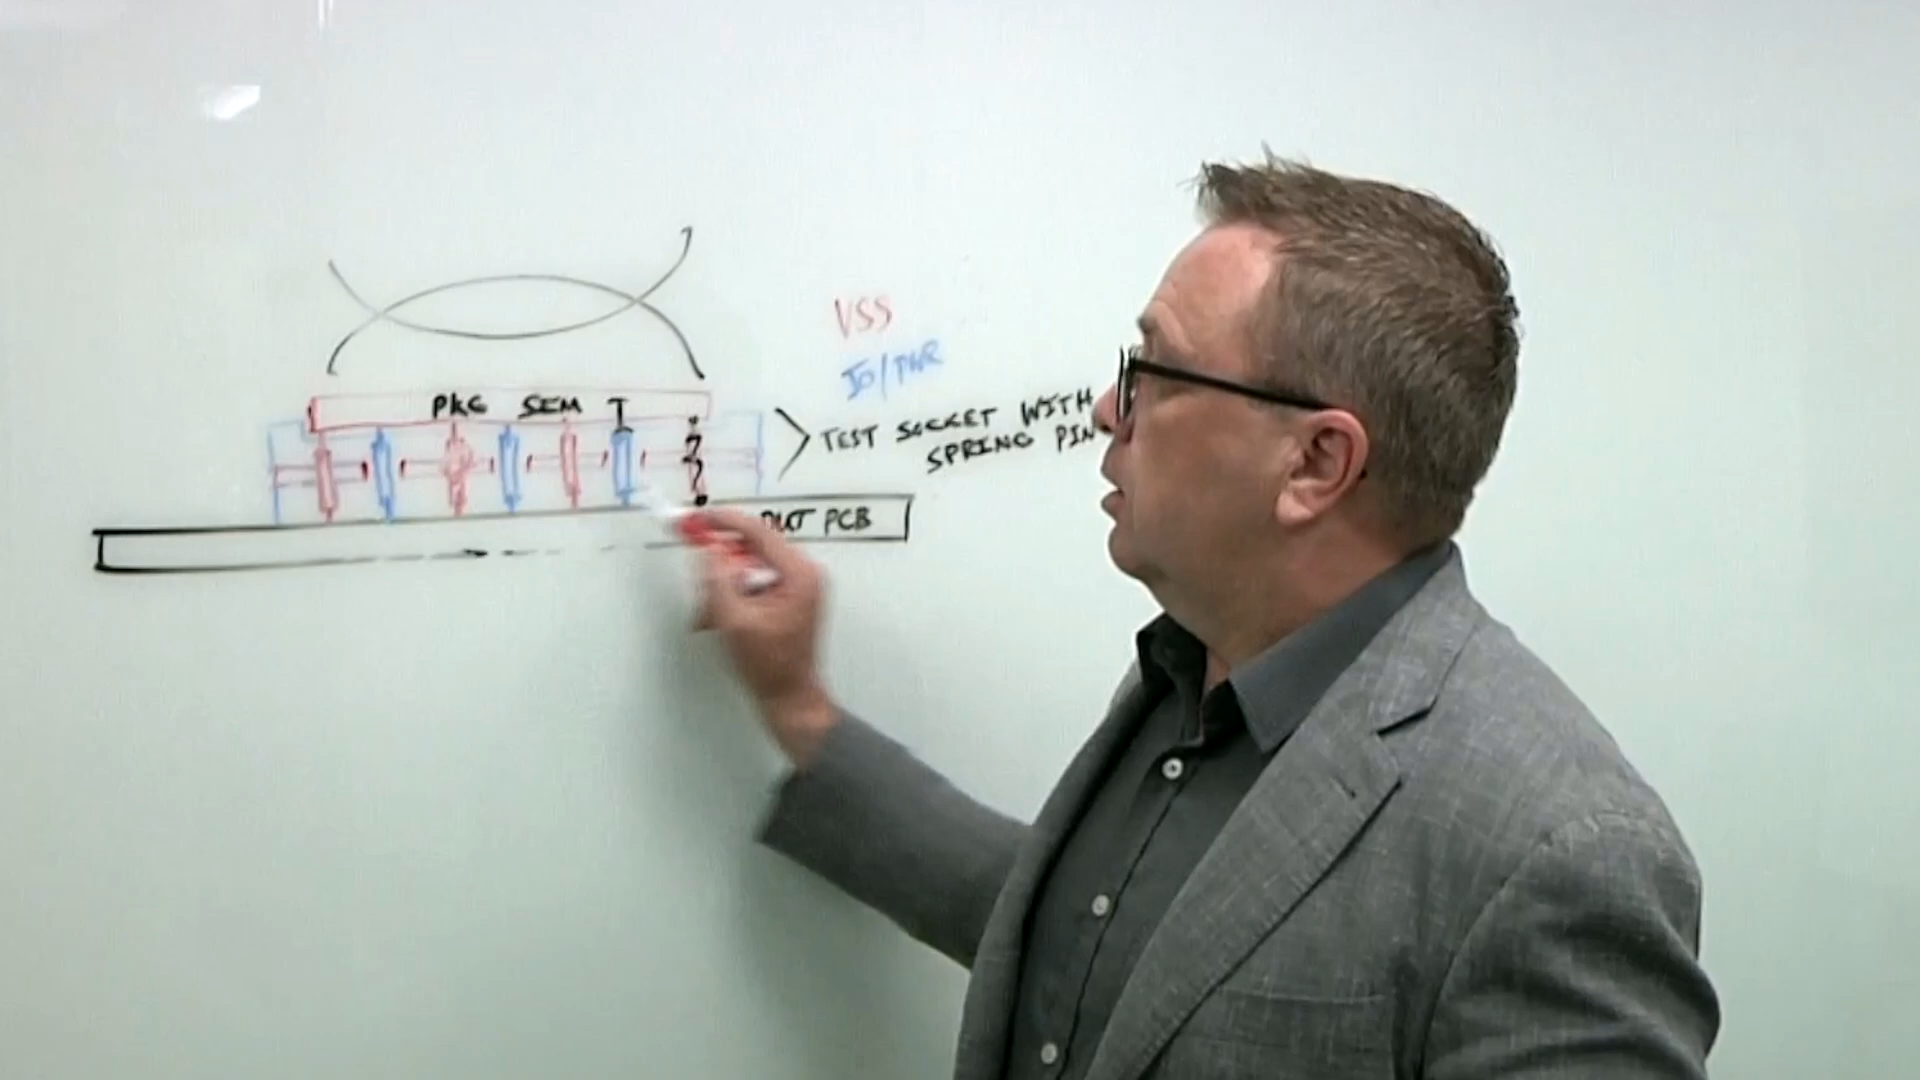 VSS
IO/PWR
PKG SEM I
TEST SOCKET WITH
SPRING PIN
DUT PCB